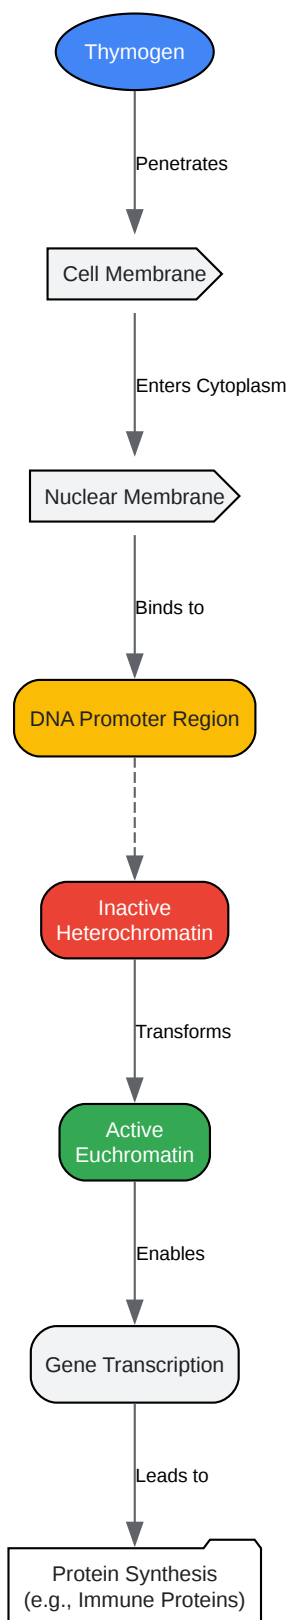 Thymogen
Penetrates
Cell Membrane
Enters Cytoplasm
Nuclear Membrane
Binds to
DNA Promoter Region
Inactive
Heterochromatin
Transforms
Active
Euchromatin
Enables
Gene Transcription
Leads to
Protein Synthesis
(e.g., Immune Proteins)